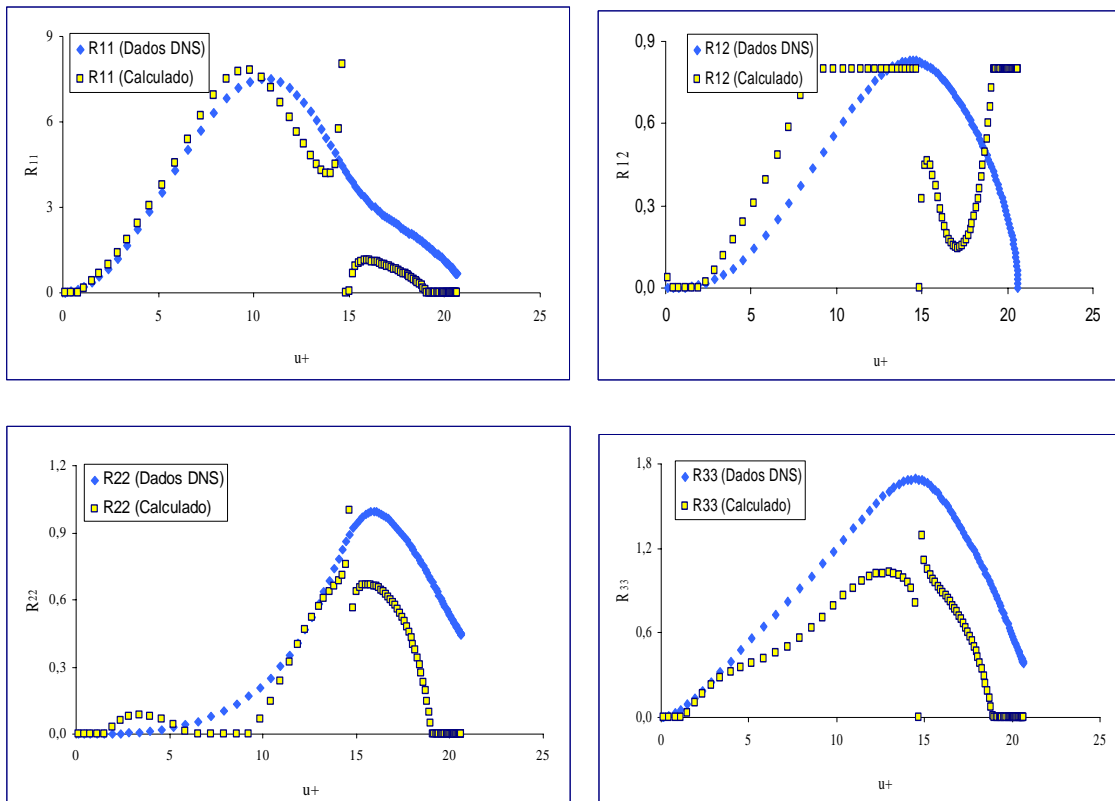 R11 (Dados DNS)
R11 (Calculado)
9
6
3
0
R11
0 5 10 15 20 25
u+
R12 (Dados DNS)
R12 (Calculado)
0,9
0,6
0,3
0,0
R12
0 5 10 15 20 25
u+
R22 (Dados DNS)
R22 (Calculado)
1,2
0,9
0,6
0,3
0,0
R22
0 5 10 15 20 25
u+
R33 (Dados DNS)
R33 (Calculado)
1,8
1,2
0,6
0,0
R33
0 5 10 15 20 25
u+